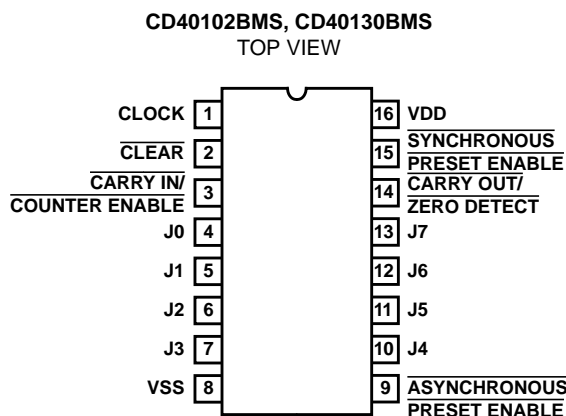 CD40102BMS, CD40130BMS
TOP VIEW
CLOCK 1
CLEAR 2
CARRY IN/
COUNTER ENABLE 3
J0 4
J1 5
J2 6
J3 7
VSS 8
16 VDD
15 SYNCHRONOUS
PRESET ENABLE
14 CARRY OUT/
ZERO DETECT
13 J7
12 J6
11 J5
10 J4
9 ASYNCHRONOUS
PRESET ENABLE